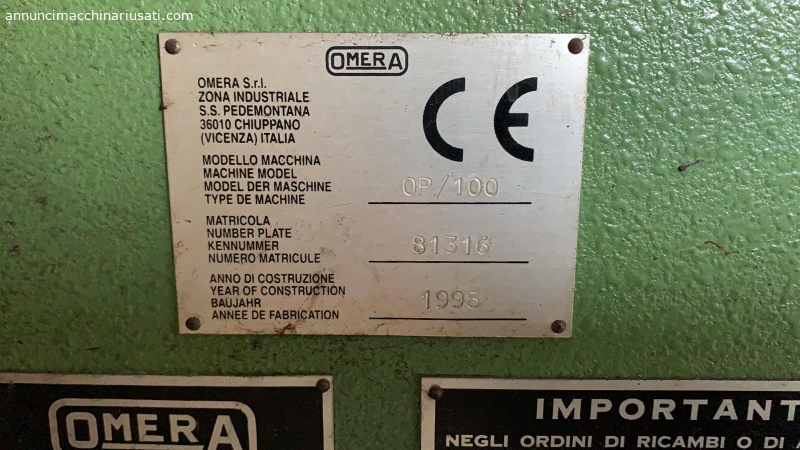 www.
annuncimacchinariusati.com
OMERA
OMERA S.r.l.
ZONA INDUSTRIALE
S.S. PEDEMONTANA
36010 CHIUPPANO
(VICENZA) ITALIA
CE
MODELLO MACCHINA
MACHINE MODEL
MODEL DER MASCHINE
TYPE DE MACHINE
OP/100
MATRICOLA
NUMBER PLATE
KENNUMMER
NUMERO MATRICULE
81316
ANNO DI COSTRUZIONE
YEAR OF CONSTRUCTION
BAUJAHR
ANNEE DE FABRICATION
1995
OMERA
IMPORTANT
NEGLI ORDINI DI RICAMBI O DI A